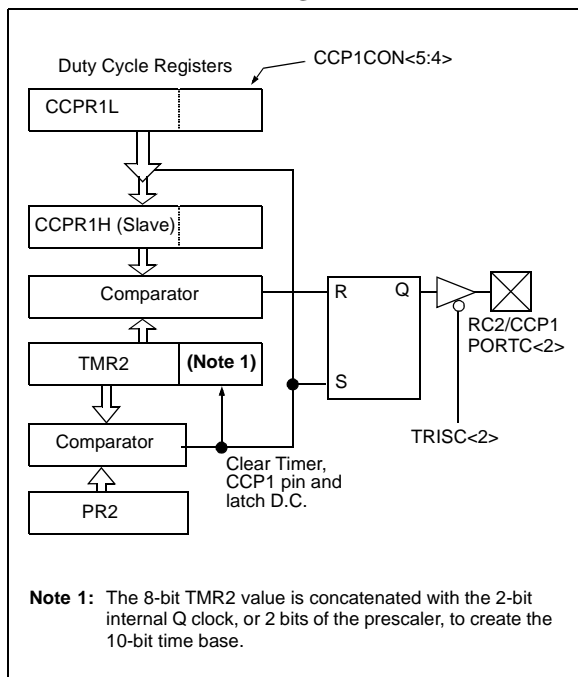 Duty Cycle Registers
CCP1CON<5:4>
CCPR1L
CCPR1H (Slave)
Comparator
R
Q
RC2/CCP1
PORTC<2>
TMR2
(Note 1)
S
TRISC<2>
Comparator
Clear Timer,
CCP1 pin and
latch D.C.
PR2
Note 1: The 8-bit TMR2 value is concatenated with the 2-bit
internal Q clock, or 2 bits of the prescaler, to create the
10-bit time base.